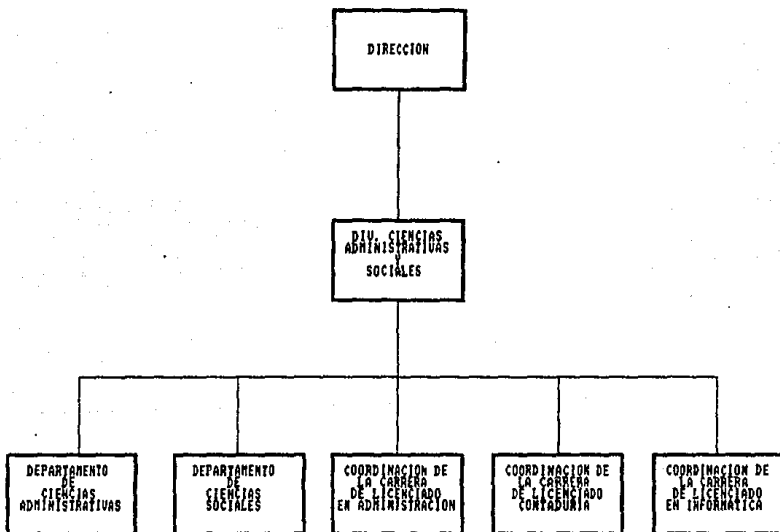 DIRECCION
DIV. CIENCIAS
ADMINISTRATIVAS
Y
SOCIALES
DEPARTAMENTO
DE
CIENCIAS
ADMINISTRATIVAS
DEPARTAMENTO
DE
CIENCIAS
SOCIALES
COORDINACION DE
LA CARRERA
DE LICENCIADO
EN ADMINISTRACION
COORDINACION DE
LA CARRERA
DE LICENCIADO
CONTADURIA
COORDINACION DE
LA CARRERA
DE LICENCIADO
EN INFORMATICA